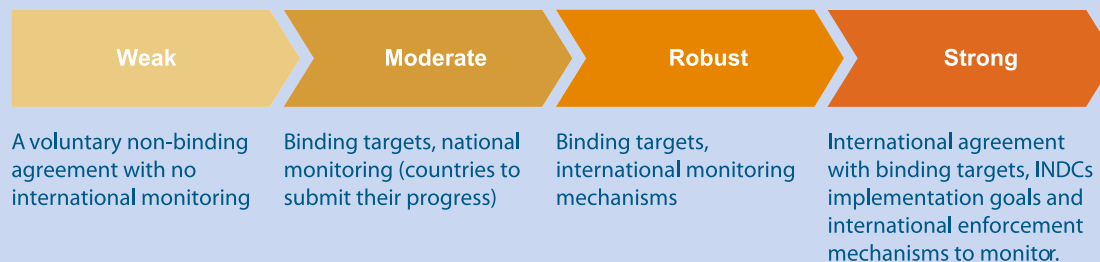 Weak
A voluntary non-binding
agreement with no
international monitoring
Moderate
Binding targets, national
monitoring (countries to
submit their progress)
Robust
Binding targets,
international monitoring
mechanisms
Strong
International agreement
with binding targets, INDCs
implementation goals and
international enforcement
mechanisms to monitor.